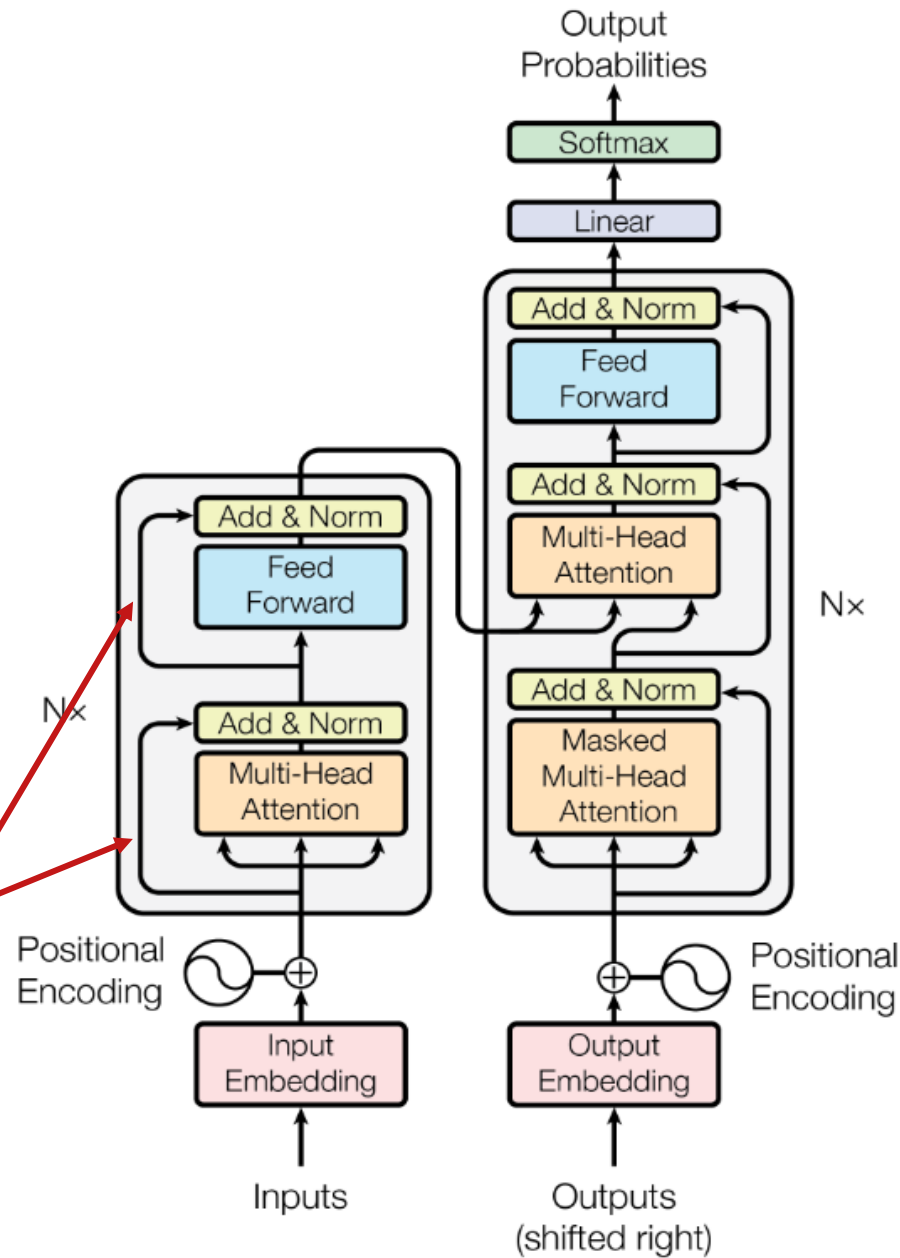 Output
Probabilities
Softmax
Linear
Add & Norm
Feed
Forward
Add & Norm
Multi-Head
Attention
Add & Norm
Masked
Multi-Head
Attention
N×
Add & Norm
Feed
Forward
Add & Norm
Multi-Head
Attention
N×
Positional
Encoding
Positional
Encoding
Input
Embedding
Output
Embedding
Inputs
Outputs
(shifted right)